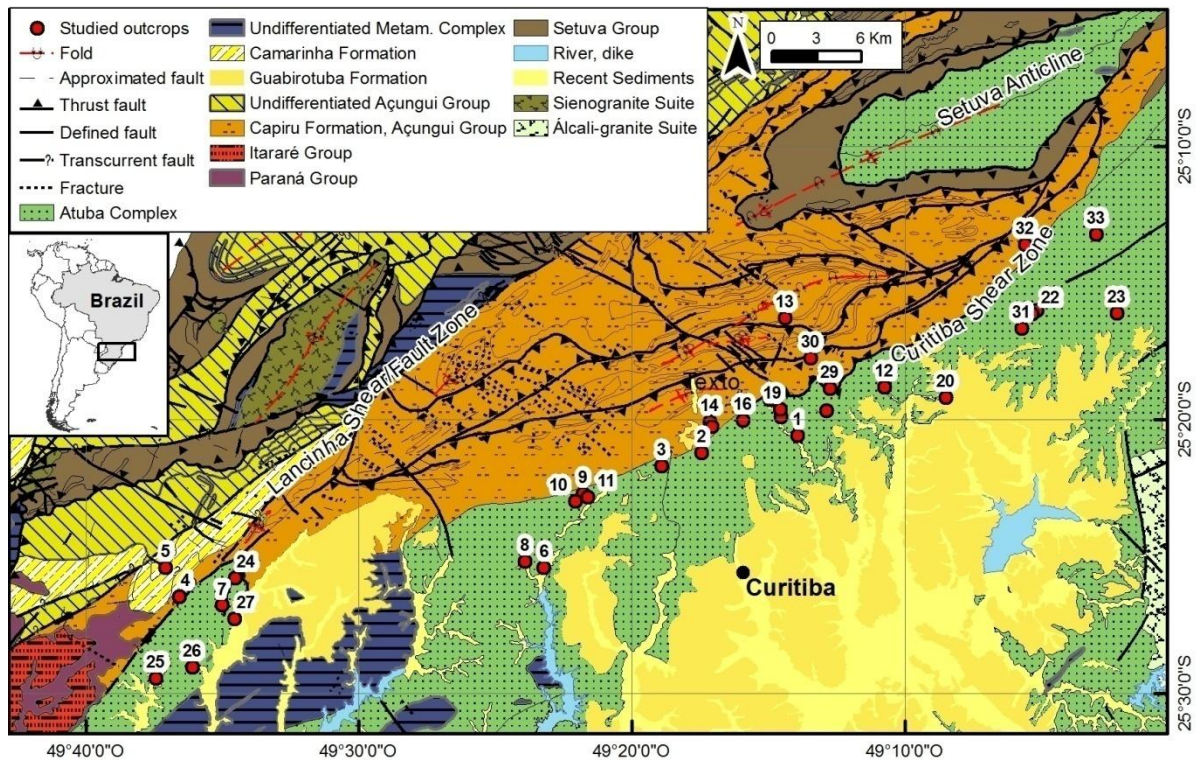 Studied outcrops
Fold
Approximated fault
Thrust fault
Defined fault
Transcurrent fault
Fracture
Atuba Complex
Undifferentiated Metam. Complex
Camarinha Formation
Guabirotuba Formation
Undifferentiated Açungui Group
Capiru Formation, Açungui Group
Itararé Group
Paraná Group
Setuva Group
River, dike
Recent Sediments
Sienogranite Suite
Álcali-granite Suite
N
0 3 6 Km
Brazil
Setuva Anticline
Lancinha Shear/Fault Zone
Curitiba Shear Zone
Texto
Curitiba
33
32
22
23
31
13
30
29
12
20
19
16
14
1
2
3
9
11
10
8
6
5
24
4
7
27
26
25
25°10'0"S
25°20'0"S
25°30'0"S
49°40'0"O
49°30'0"O
49°20'0"O
49°10'0"O